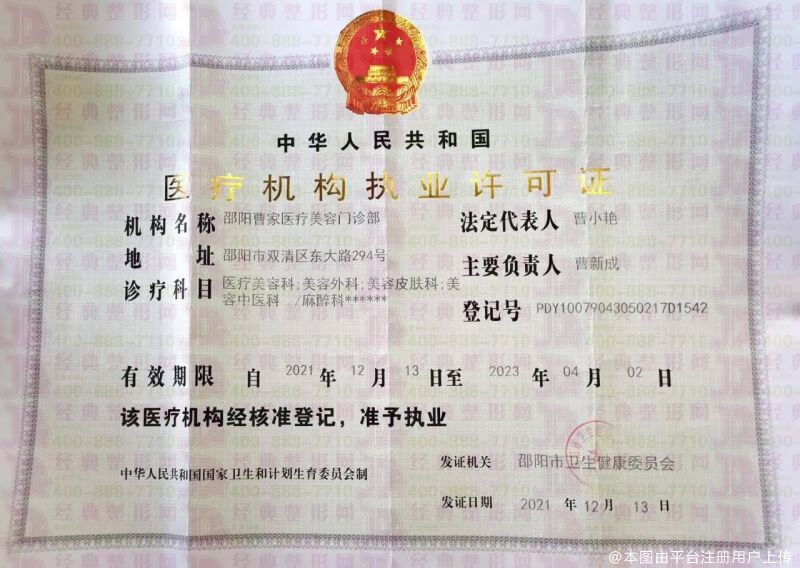 中华人民共和国
医疗机构执业许可证
机构名称 邵阳曹家医疗美容门诊部
法定代表人 曹小艳
地址 邵阳市双清区东大路294号
主要负责人 曹新成
诊疗科目 医疗美容科;美容外科;美容皮肤科;美
容中医科 /麻醉科******
登记号 PDY10079043050217D1542
有效期限 自 2021 年 12 月 13 日至 2023 年 04 月 02 日
该医疗机构经核准登记，准予执业
发证机关 邵阳市卫生健康委员会
中华人民共和国国家卫生和计划生育委员会制
发证日期 2021 年 12 月 13 日
经典整形网
400-888-7710
@本图由平台注册用户上传